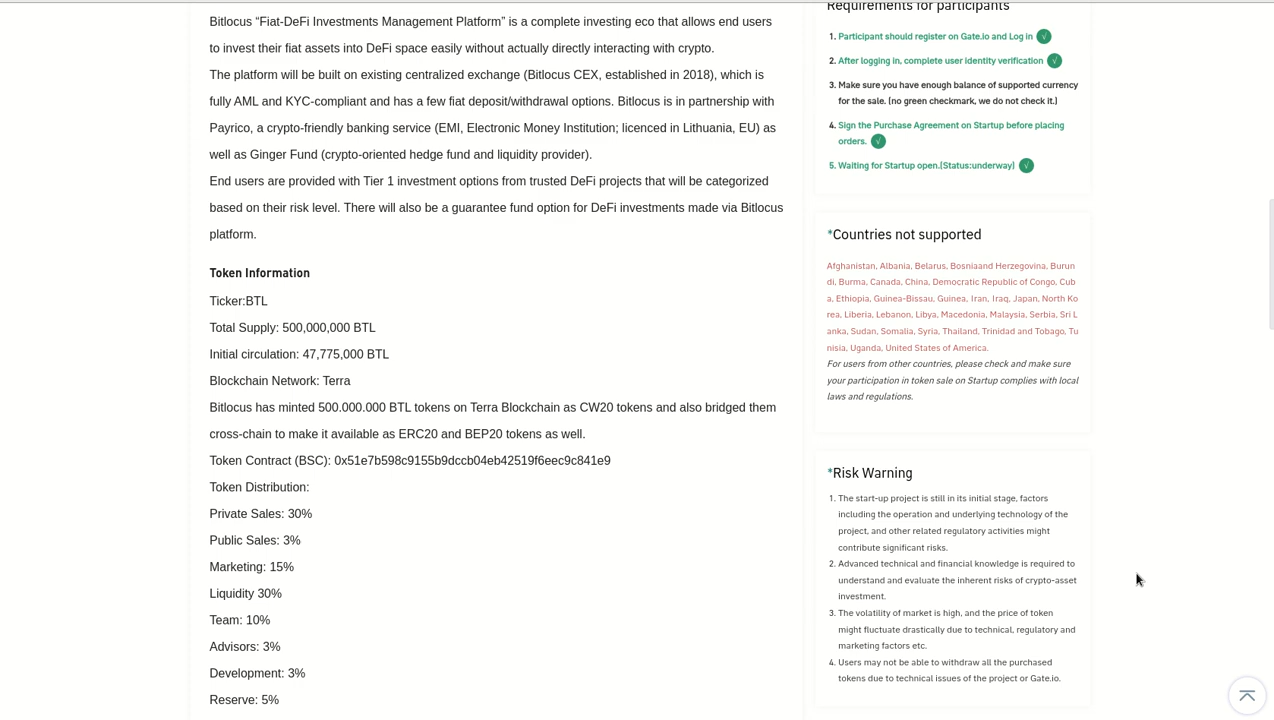 Bitlocus “Fiat-DeFi Investments Management Platform” is a complete investing eco that allows end users
to invest their fiat assets into DeFi space easily without actually directly interacting with crypto.
The platform will be built on existing centralized exchange (Bitlocus CEX, established in 2018), which is
fully AML and KYC-compliant and has a few fiat deposit/withdrawal options. Bitlocus is in partnership with
Payrico, a crypto-friendly banking service (EMI, Electronic Money Institution; licenced in Lithuania, EU) as
well as Ginger Fund (crypto-oriented hedge fund and liquidity provider).
End users are provided with Tier 1 investment options from trusted DeFi projects that will be categorized
based on their risk level. There will also be a guarantee fund option for DeFi investments made via Bitlocus
platform.
Token Information
Ticker:BTL
Total Supply: 500,000,000 BTL
Initial circulation: 47,775,000 BTL
Blockchain Network: Terra
Bitlocus has minted 500.000.000 BTL tokens on Terra Blockchain as CW20 tokens and also bridged them
cross-chain to make it available as ERC20 and BEP20 tokens as well.
Token Contract (BSC): 0x51e7b598c9155b9dccb04eb42519f6eec9c841e9
Token Distribution:
Private Sales: 30%
Public Sales: 3%
Marketing: 15%
Liquidity 30%
Team: 10%
Advisors: 3%
Development: 3%
Reserve: 5%
Requirements for participants
1. Participant should register on Gate.io and Log in √
2. After logging in, complete user identity verification √
3. Make sure you have enough balance of supported currency
for the sale. (no green checkmark, we do not check it.)
4. Sign the Purchase Agreement on Startup before placing
orders. √
5. Waiting for Startup open.(Status:underway) √
*Countries not supported
Afghanistan, Albania, Belarus, Bosniaand Herzegovina, Burun
di, Burma, Canada, China, Democratic Republic of Congo, Cub
a, Ethiopia, Guinea-Bissau, Guinea, Iran, Iraq, Japan, North Ko
rea, Liberia, Lebanon, Libya, Macedonia, Malaysia, Serbia, Sri L
anka, Sudan, Somalia, Syria, Thailand, Trinidad and Tobago, Tu
nisia, Uganda, United States of America.
For users from other countries, please check and make sure
your participation in token sale on Startup complies with local
laws and regulations.
*Risk Warning
1. The start-up project is still in its initial stage, factors
including the operation and underlying technology of the
project, and other related regulatory activities might
contribute significant risks.
2. Advanced technical and financial knowledge is required to
understand and evaluate the inherent risks of crypto-asset
investment.
3. The volatility of market is high, and the price of token
might fluctuate drastically due to technical, regulatory and
marketing factors etc.
4. Users may not be able to withdraw all the purchased
tokens due to technical issues of the project or Gate.io.